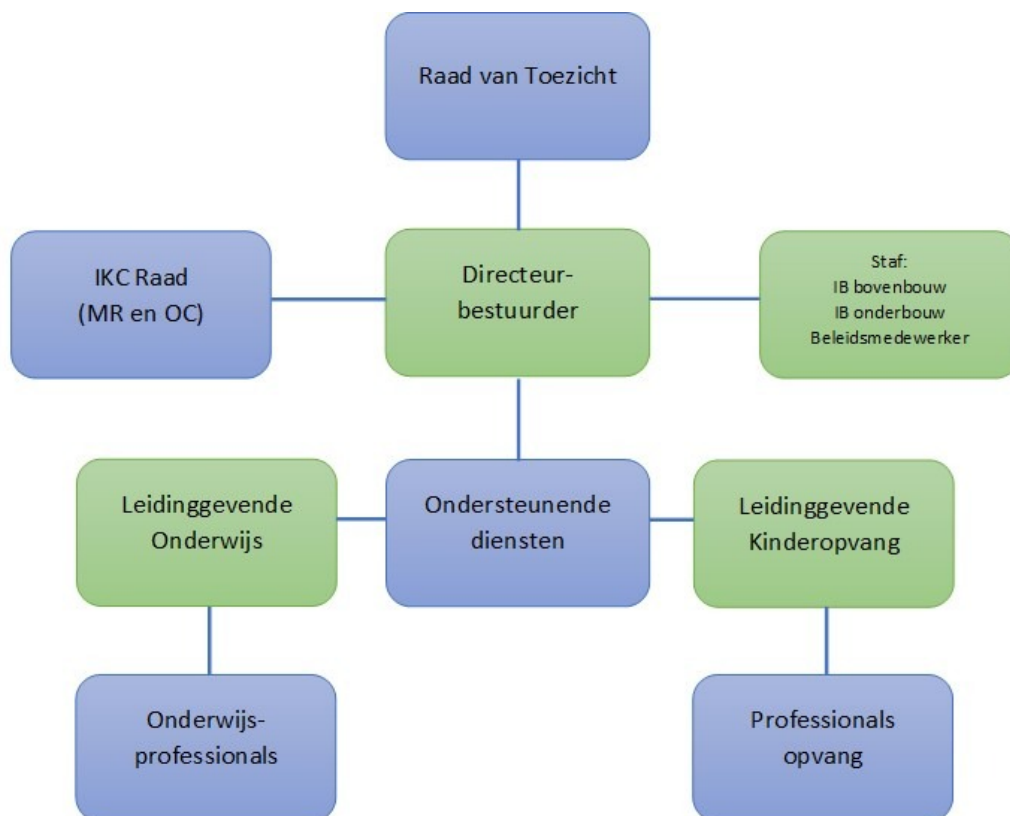 Raad van Toezicht
IKC Raad
(MR en OC)
Directeur-
bestuurder
Staf:
IB bovenbouw
IB onderbouw
Beleidsmedewerker
Leidinggevende
Onderwijs
Ondersteunende
diensten
Leidinggevende
Kinderopvang
Onderwijs-
professionals
Professionals
opvang